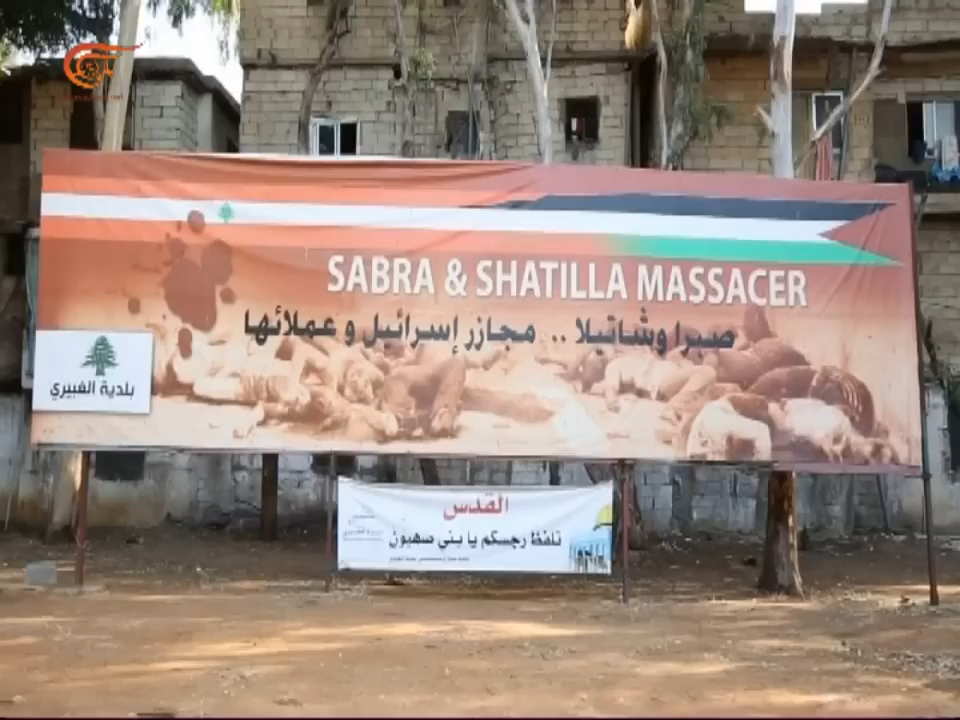 SABRA & SHATILLA MASSACER
صبرا وشاتيلا .. مجازر إسرائيل و عملائها
بلدية الغبيري
القدس
تلفظ رجسكم يا بني صهيون